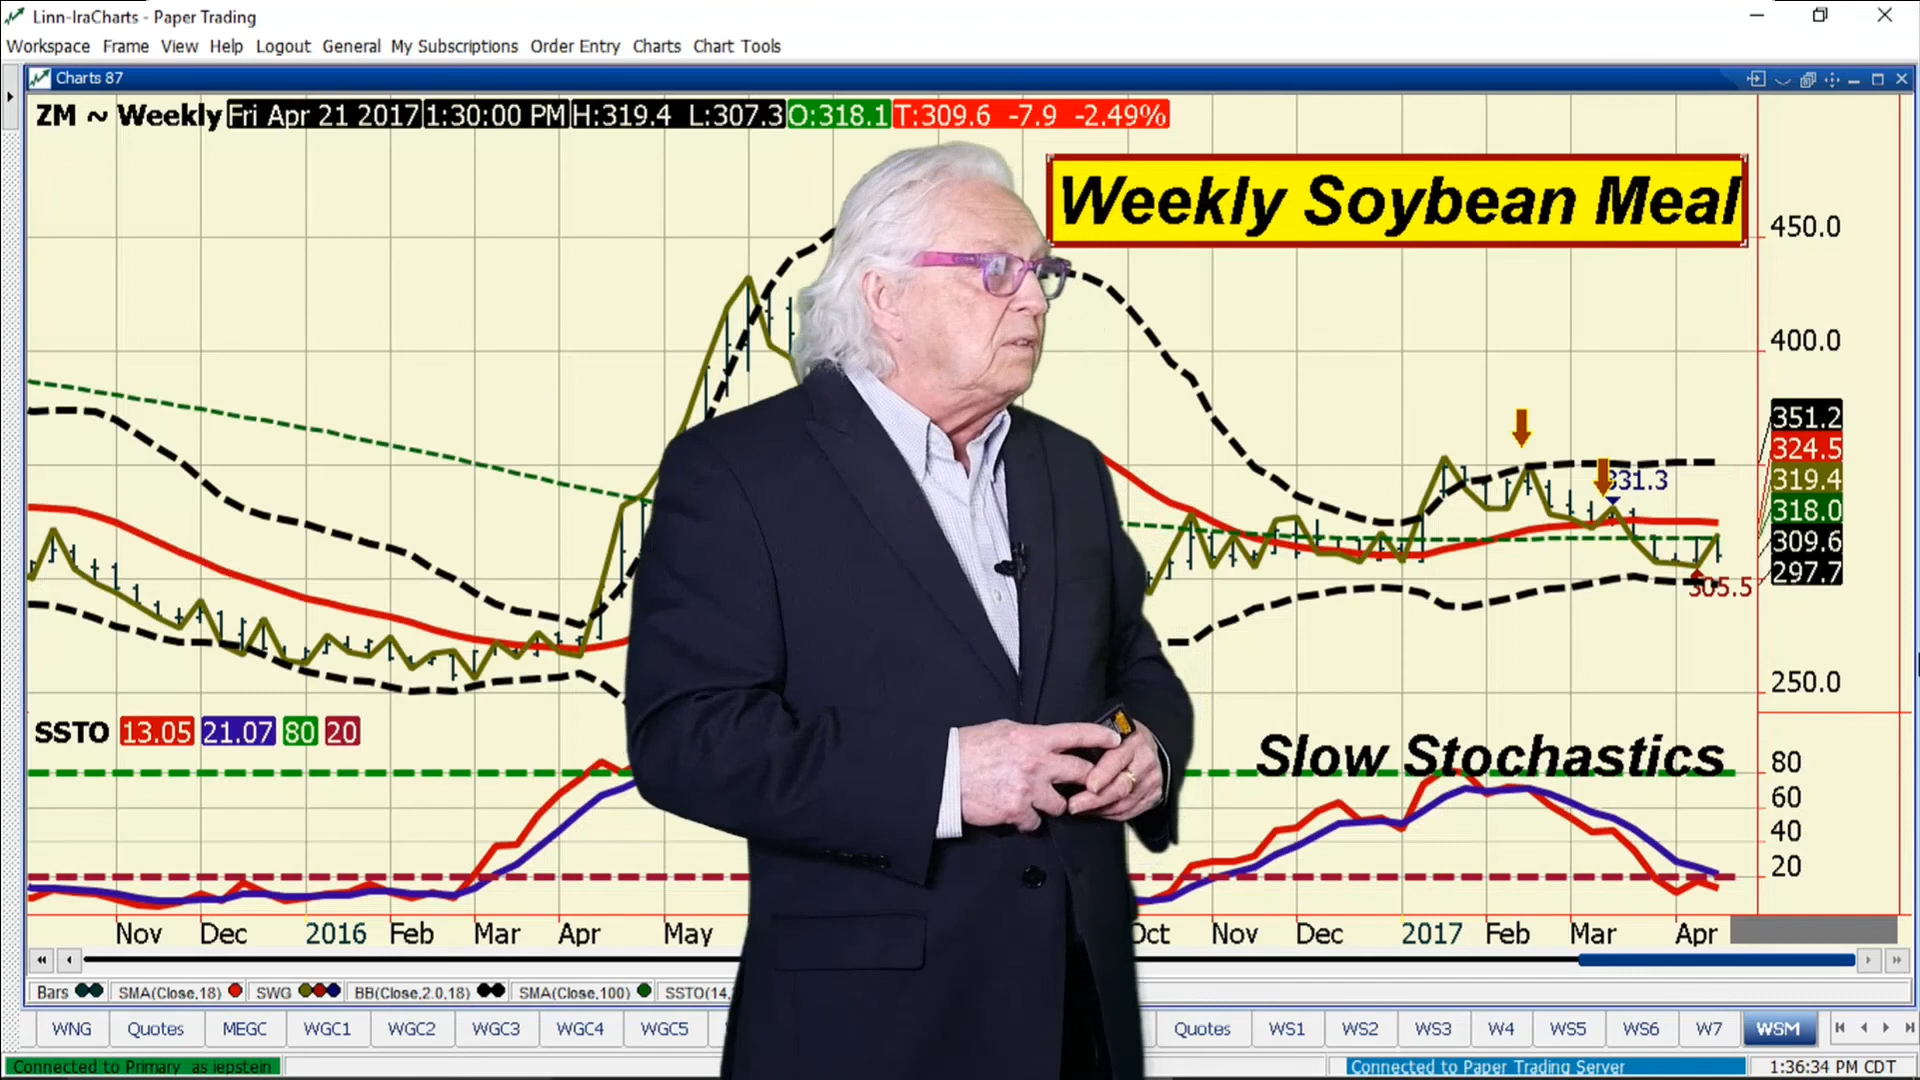 Linn-IraCharts - Paper Trading
Workspace Frame View Help Logout General My Subscriptions Order Entry Charts Chart Tools
Charts 87
ZM ~ Weekly Fri Apr 21 2017 1:30:00 PM H:319.4 L:307.3 O:318.1 T:309.6 -7.9 -2.49%
Weekly Soybean Meal
450.0
400.0
351.2
324.5
331.3
319.4
318.0
309.6
297.7
305.5
250.0
SSTO 13.05 21.07 80 20
Slow Stochastics
80
60
40
20
Nov Dec 2016 Feb Mar Apr May Oct Nov Dec 2017 Feb Mar Apr
Bars SMA(Close,18) SWG BB(Close,2.0,18) SMA(Close,100) SSTO(14,
WNG Quotes MEGC WGC1 WGC2 WGC3 WGC4 WGC5 Quotes WS1 WS2 WS3 W4 WS5 WS6 W7 WSM
Connected to Primary as iepstein Connected to Paper Trading Server 1:36:34 PM CDT